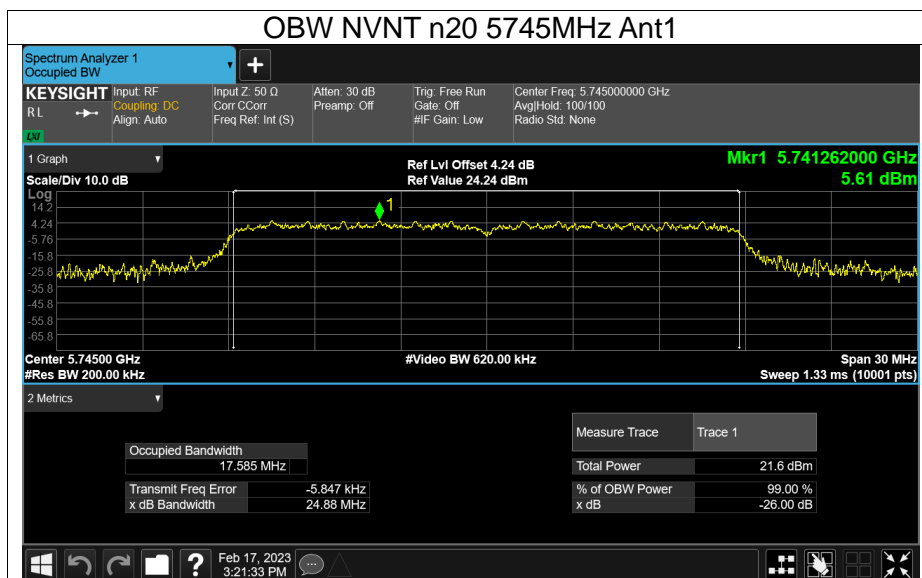 OBW NVNT n20 5745MHz Ant1
Spectrum Analyzer 1
Occupied BW
+
KEYSIGHT
R L
LXI
Input: RF
Coupling: DC
Align: Auto
Input Z: 50 Ω
Corr CCorr
Freq Ref: Int (S)
Atten: 30 dB
Preamp: Off
Trig: Free Run
Gate: Off
#IF Gain: Low
Center Freq: 5.745000000 GHz
Avg|Hold: 100/100
Radio Std: None
1 Graph
Scale/Div 10.0 dB
Ref Lvl Offset 4.24 dB
Ref Value 24.24 dBm
Mkr1 5.741262000 GHz
5.61 dBm
Log
14.2
4.24
-5.76
-15.8
-25.8
-35.8
-45.8
-55.8
-65.8
1
Center 5.74500 GHz
#Res BW 200.00 kHz
#Video BW 620.00 kHz
Span 30 MHz
Sweep 1.33 ms (10001 pts)
2 Metrics
Occupied Bandwidth
17.585 MHz
Transmit Freq Error -5.847 kHz
x dB Bandwidth 24.88 MHz
Measure Trace Trace 1
Total Power 21.6 dBm
% of OBW Power 99.00 %
x dB -26.00 dB
?
Feb 17, 2023
3:21:33 PM